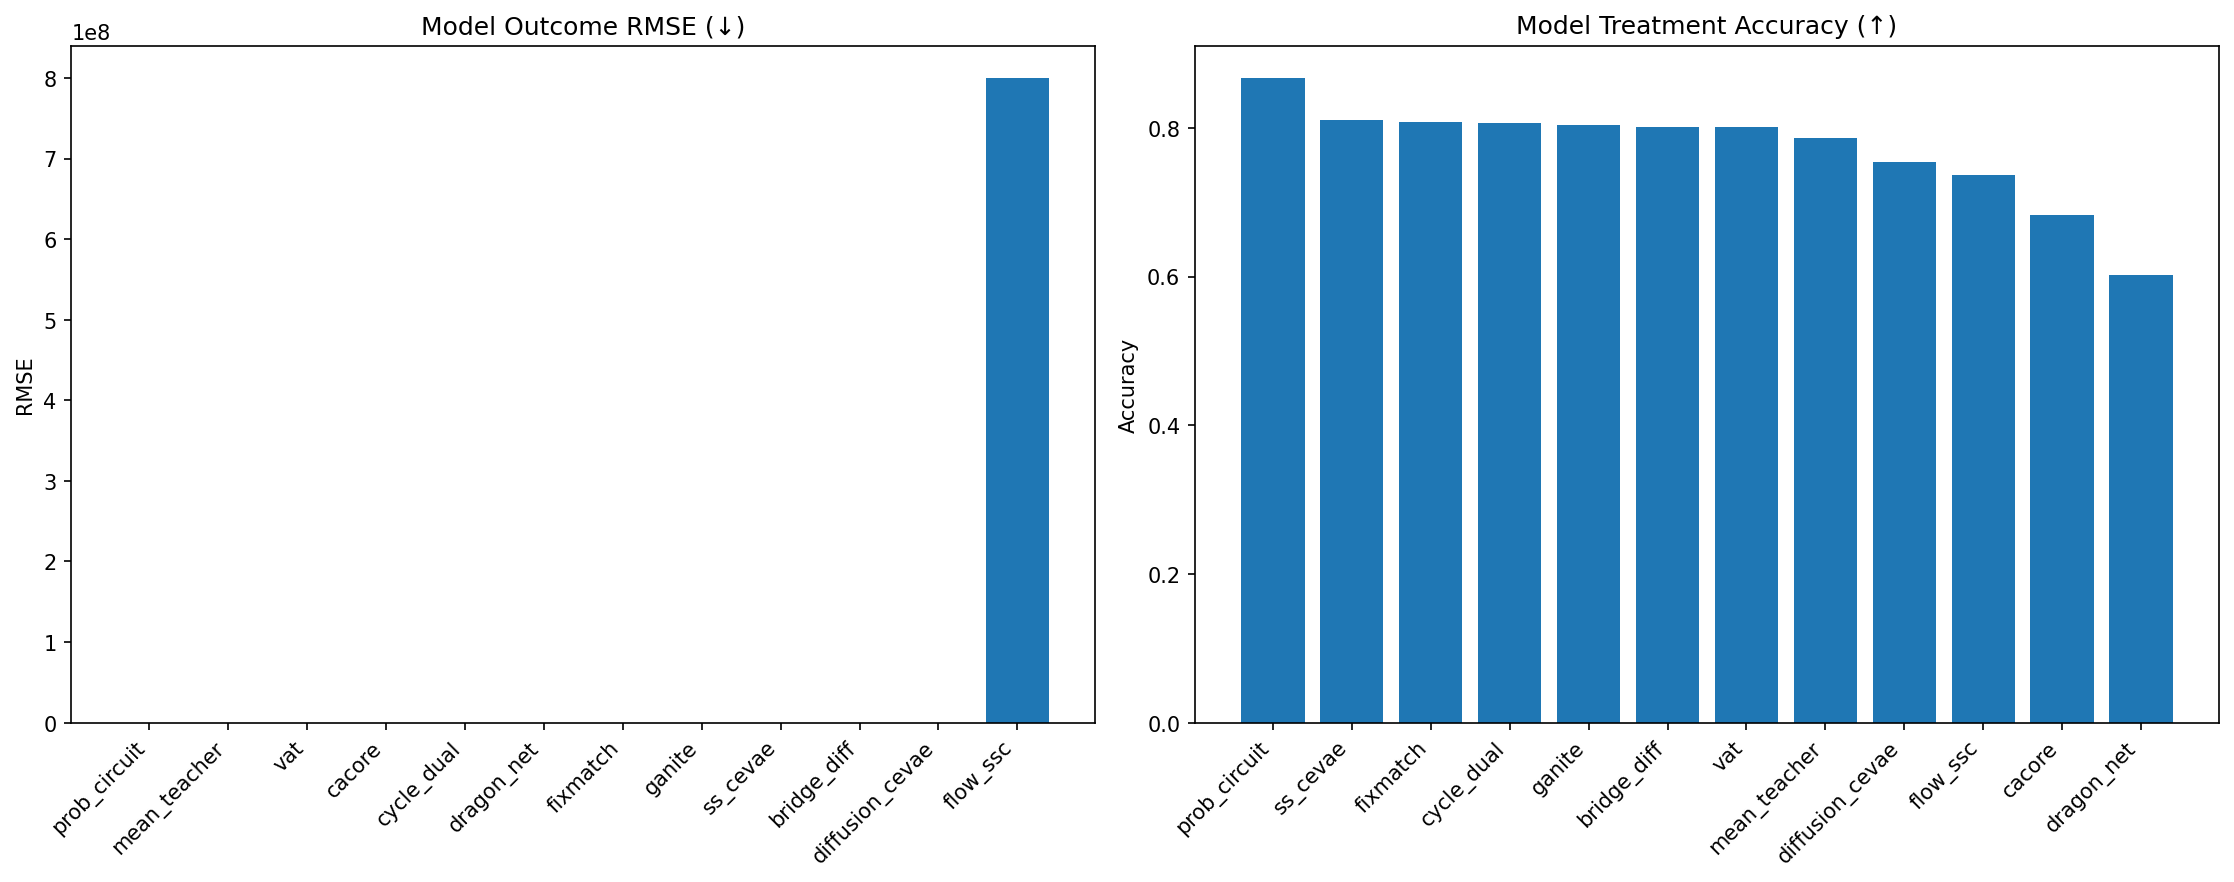 Model Outcome RMSE (↓)
1e8
8
7
6
5
4
3
2
1
0
RMSE
prob_circuit
mean_teacher
vat
cacore
cycle_dual
dragon_net
fixmatch
ganite
ss_cevae
bridge_diff
diffusion_cevae
flow_ssc
Model Treatment Accuracy (↑)
0.8
0.6
0.4
0.2
0.0
Accuracy
prob_circuit
ss_cevae
fixmatch
cycle_dual
ganite
bridge_diff
vat
mean_teacher
diffusion_cevae
flow_ssc
cacore
dragon_net